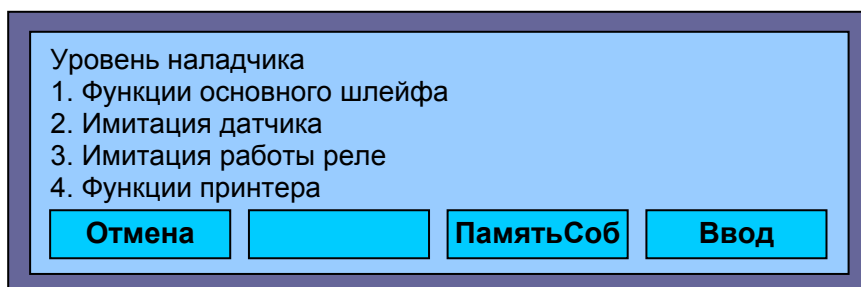 Уровень наладчика
1. Функции основного шлейфа
2. Имитация датчика
3. Имитация работы реле
4. Функции принтера
Отмена ПамятьСоб Ввод